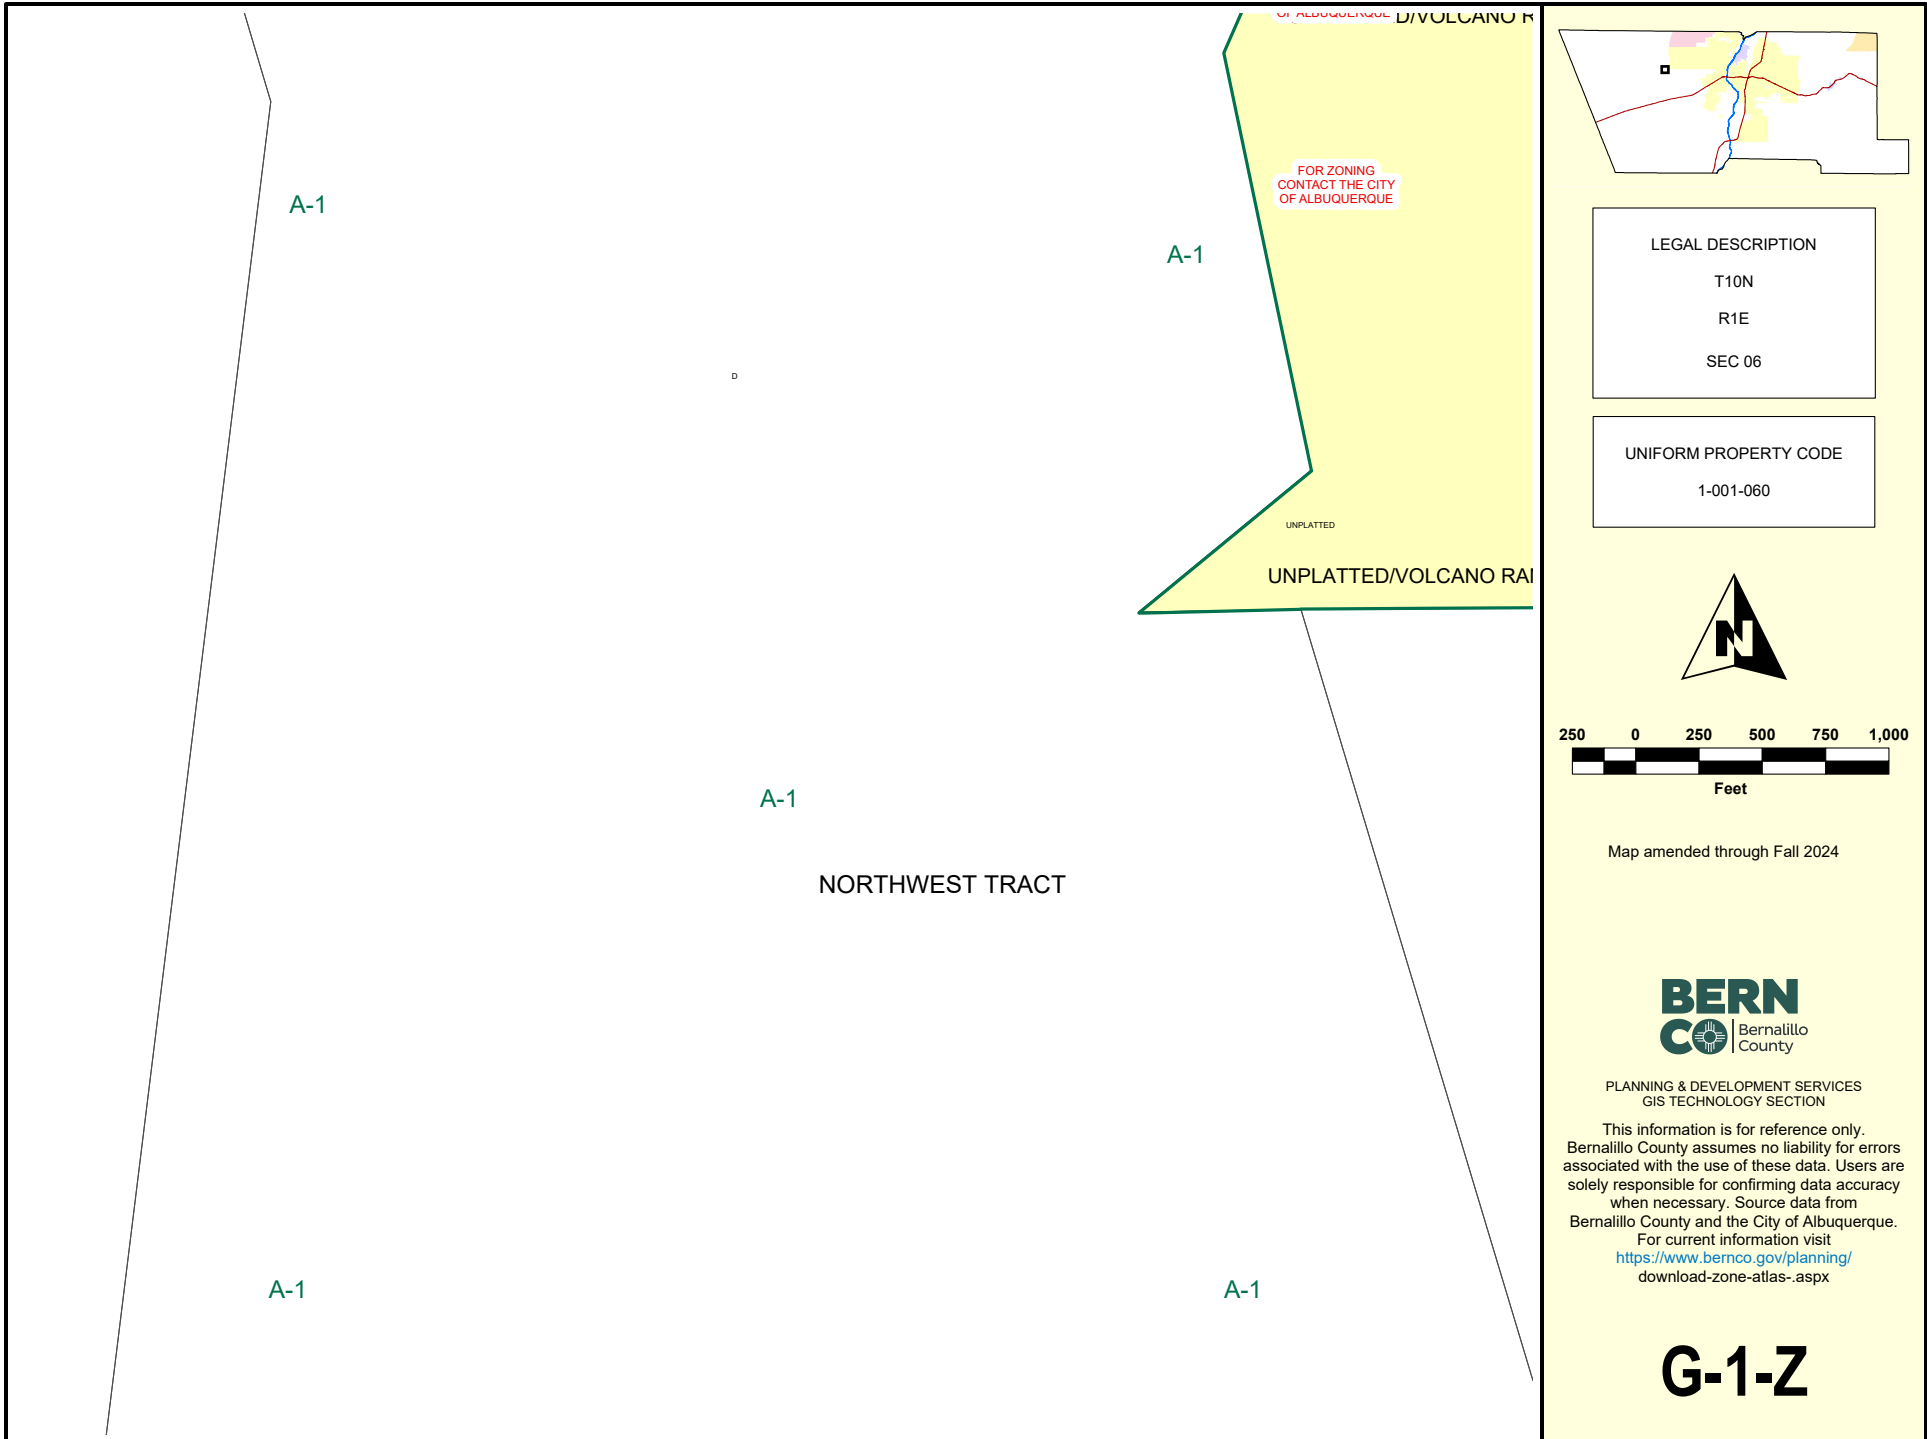 OF ALBUQUERQUE
D/VOLCANO R
FOR ZONING
CONTACT THE CITY
OF ALBUQUERQUE
A-1
A-1
D
UNPLATTED
UNPLATTED/VOLCANO RA
A-1
NORTHWEST TRACT
A-1
A-1
LEGAL DESCRIPTION
T10N
R1E
SEC 06
UNIFORM PROPERTY CODE
1-001-060
N
250 0 250 500 750 1,000
Feet
Map amended through Fall 2024
BERN
CO Bernalillo
County
PLANNING & DEVELOPMENT SERVICES
GIS TECHNOLOGY SECTION
This information is for reference only.
Bernalillo County assumes no liability for errors
associated with the use of these data. Users are
solely responsible for confirming data accuracy
when necessary. Source data from
Bernalillo County and the City of Albuquerque.
For current information visit
https://www.bernco.gov/planning/
download-zone-atlas-.aspx
G-1-Z